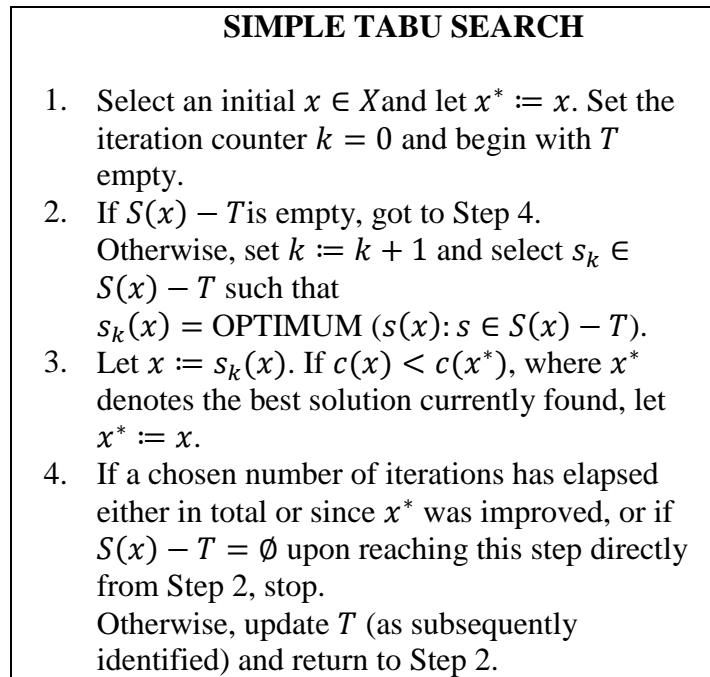 SIMPLE TABU SEARCH
1. Select an initial 𝑥 ∈ 𝑋and let 𝑥* ≔ 𝑥. Set the
iteration counter 𝑘 = 0 and begin with 𝑇
empty.
2. If 𝑆(𝑥) − 𝑇is empty, got to Step 4.
Otherwise, set 𝑘 ≔ 𝑘 + 1 and select 𝑠ₖ ∈
𝑆(𝑥) − 𝑇 such that
𝑠ₖ(𝑥) = OPTIMUM (𝑠(𝑥): 𝑠 ∈ 𝑆(𝑥) − 𝑇).
3. Let 𝑥 ≔ 𝑠ₖ(𝑥). If 𝑐(𝑥) < 𝑐(𝑥*), where 𝑥*
denotes the best solution currently found, let
𝑥* ≔ 𝑥.
4. If a chosen number of iterations has elapsed
either in total or since 𝑥* was improved, or if
𝑆(𝑥) − 𝑇 = ∅ upon reaching this step directly
from Step 2, stop.
Otherwise, update 𝑇 (as subsequently
identified) and return to Step 2.